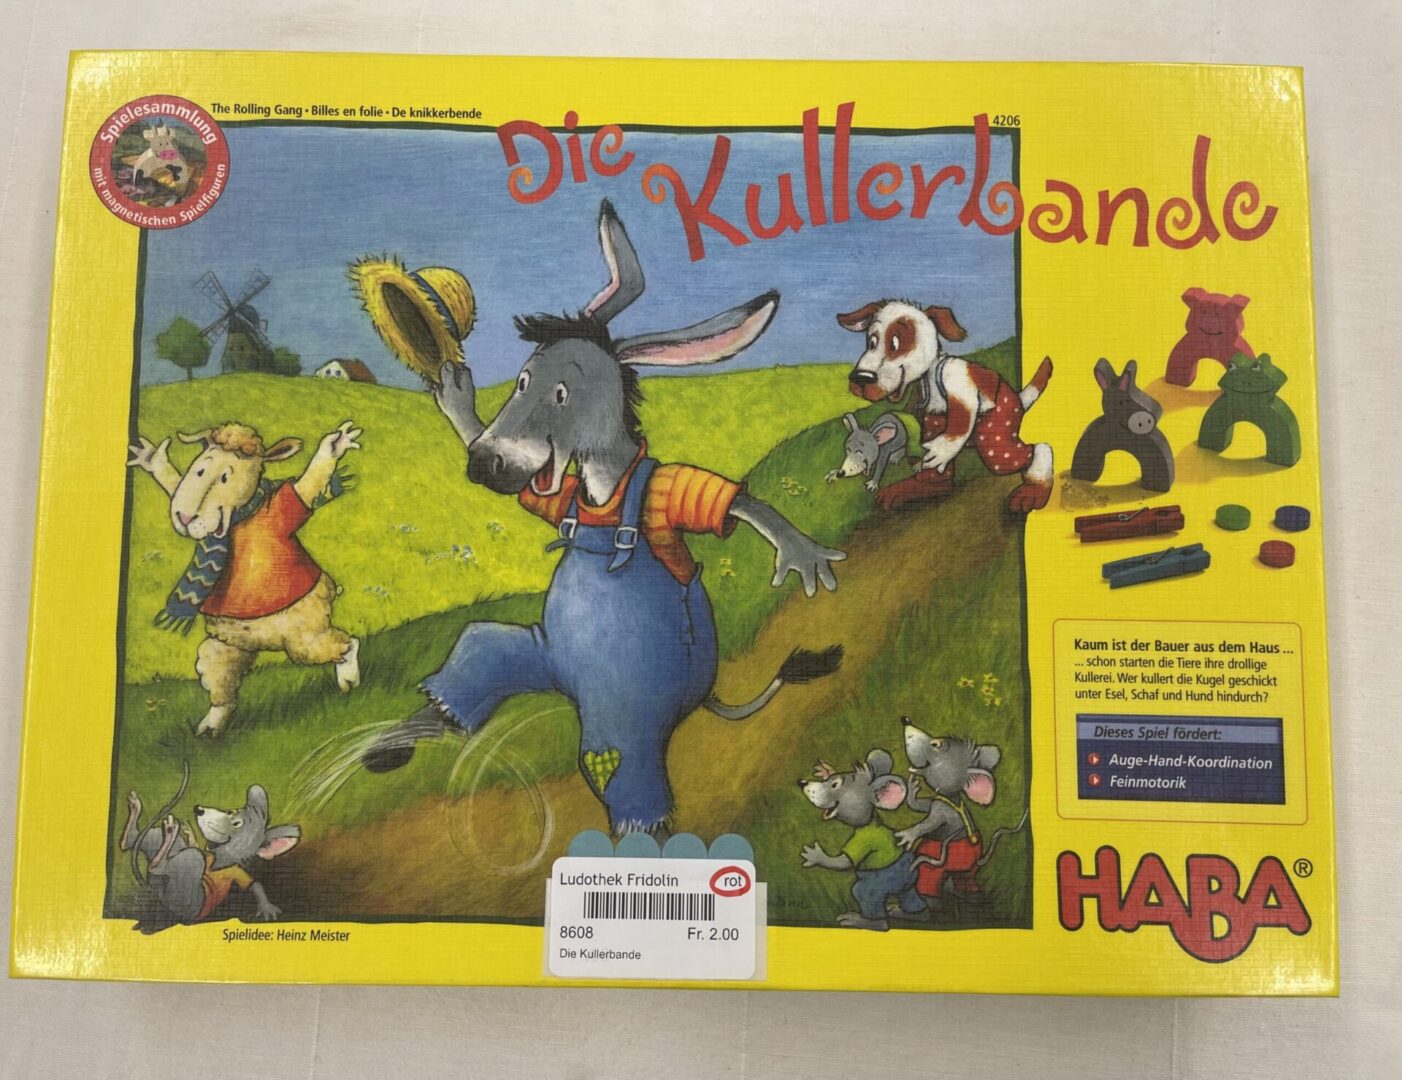 Spielesammlung
mit magnetischen Spielfiguren
The Rolling Gang • Billes en folie • De knikkerbende
4206
Die Kullerbande
Kaum ist der Bauer aus dem Haus ...
... schon starten die Tiere ihre drollige
Kullerei. Wer kullert die Kugel geschickt
unter Esel, Schaf und Hund hindurch?
Dieses Spiel fördert:
Auge-Hand-Koordination
Feinmotorik
HABA®
Spielidee: Heinz Meister
Ludothek Fridolin
rot
8608
Fr. 2.00
Die Kullerbande